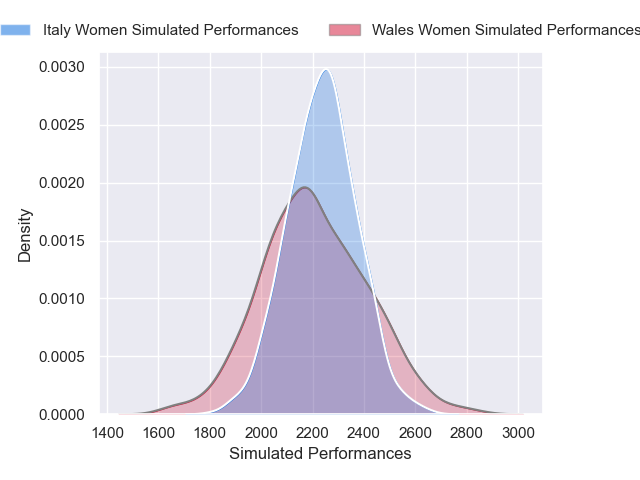 Italy Women Simulated Performances Wales Women Simulated Performances
0.0030
0.0025
0.0020
0.0015
0.0010
0.0005
0.0000
Density
1400 1600 1800 2000 2200 2400 2600 2800 3000
Simulated Performances